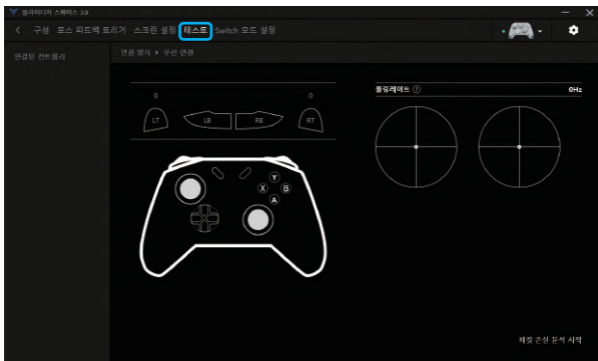 플라이디지 스페이스 3.0
구성 포스 피드백 트리거 스크린 설정 테스트 Switch 모드 설정
연결된 컨트롤러
연결 방식 ▸ 무선 연결
0 0
LT LB RB RT
Y
X B
A
폴링레이트 ? 0Hz
패킷 손실 분석 시작